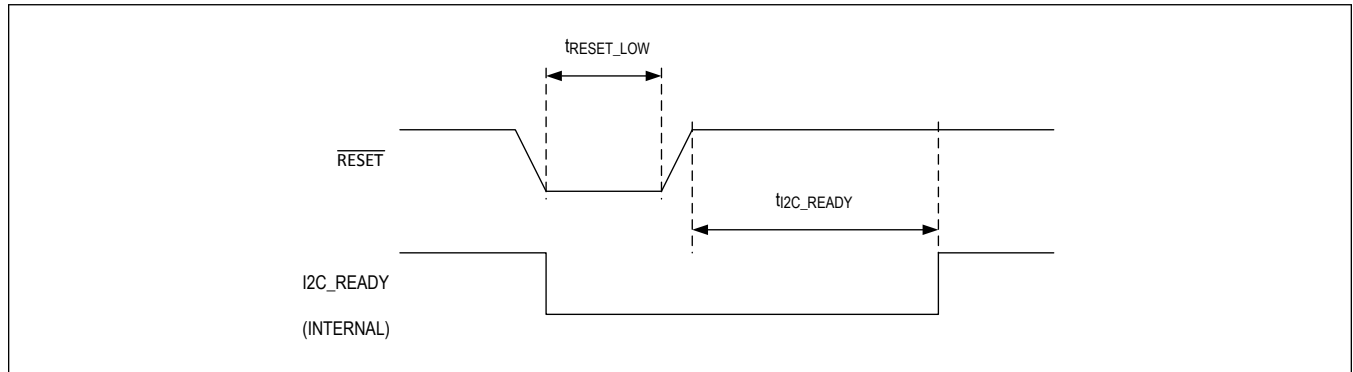 tRESET_LOW
RESET
tI2C_READY
I2C_READY
(INTERNAL)